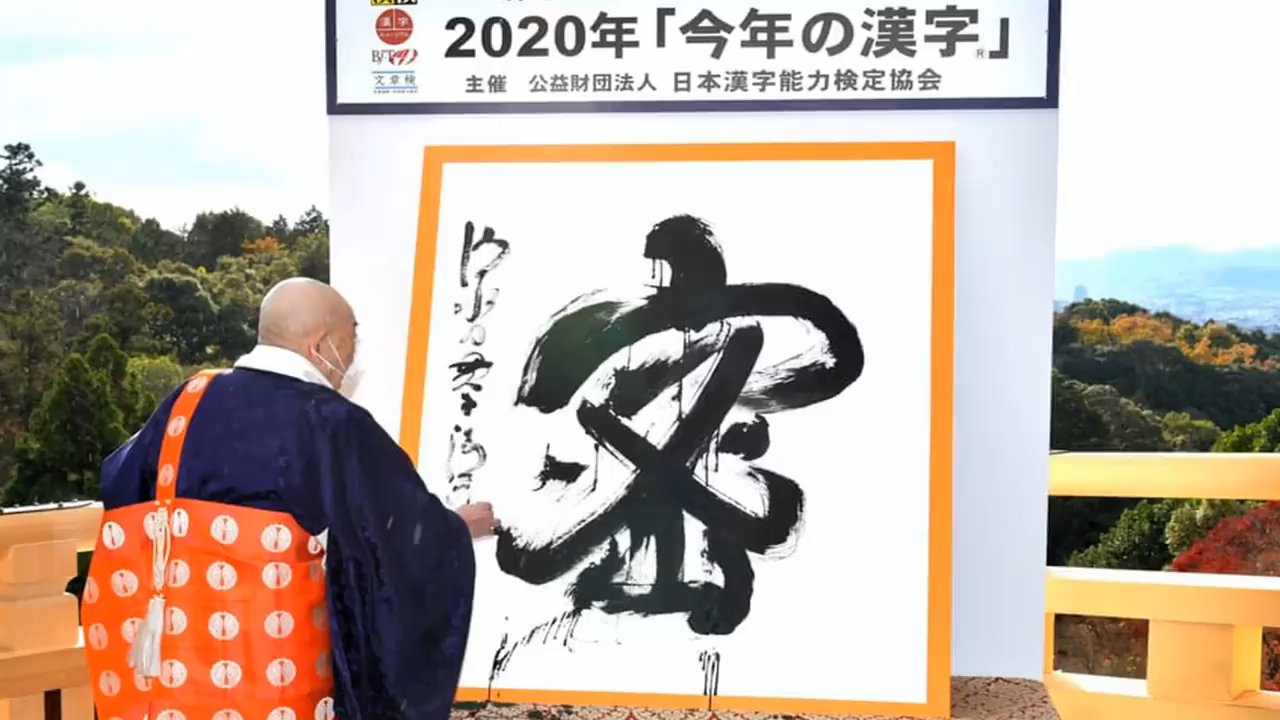 漢字
文章検
2020年「今年の漢字®」
主催 公益財団法人 日本漢字能力検定協会
密